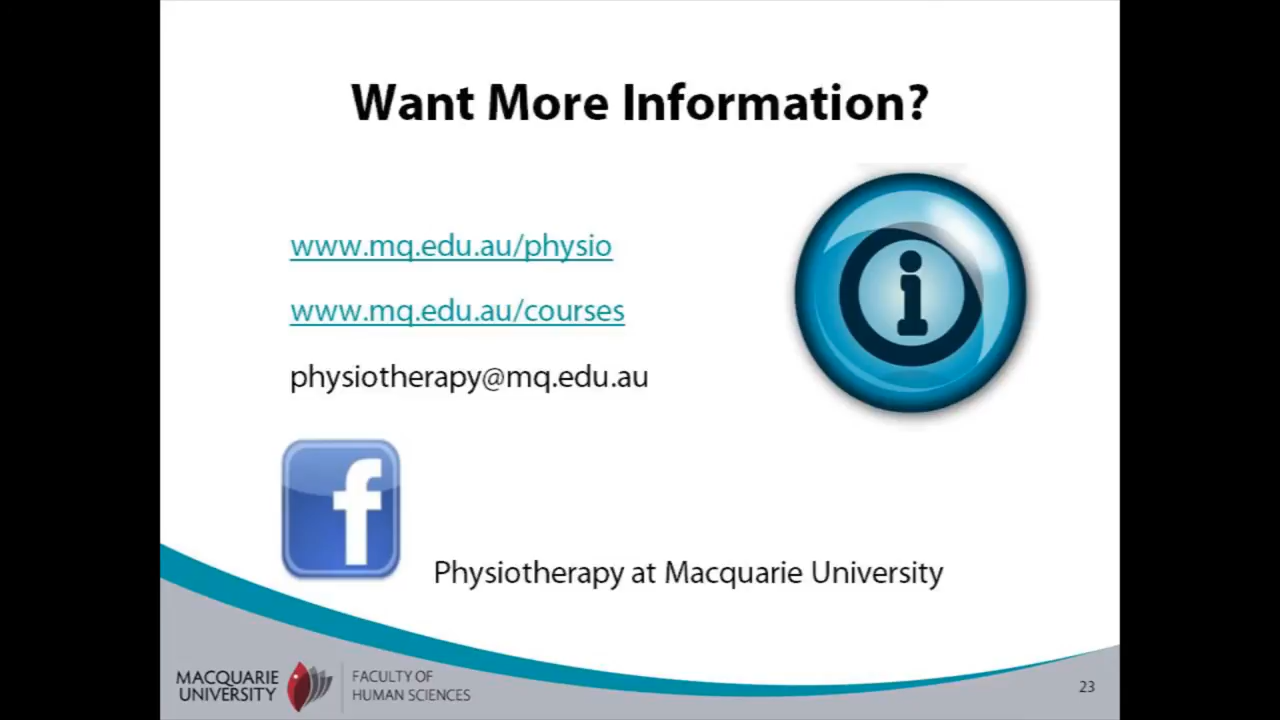 Want More Information?
www.mq.edu.au/physio
www.mq.edu.au/courses
physiotherapy@mq.edu.au
f
Physiotherapy at Macquarie University
MACQUARIE
UNIVERSITY
FACULTY OF
HUMAN SCIENCES
23